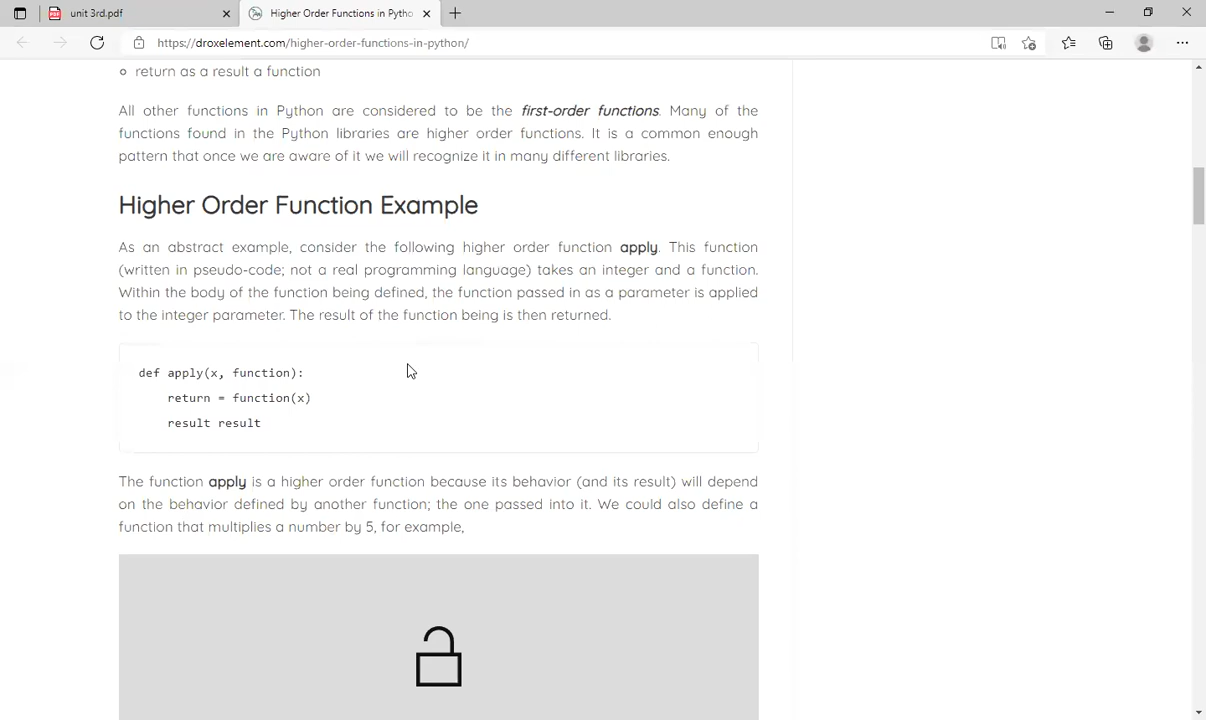 unit 3rd.pdf
Higher Order Functions in Pytho
https://droxelement.com/higher-order-functions-in-python/
return as a result a function
All other functions in Python are considered to be the first-order functions. Many of the
functions found in the Python libraries are higher order functions. It is a common enough
pattern that once we are aware of it we will recognize it in many different libraries.
Higher Order Function Example
As an abstract example, consider the following higher order function apply. This function
(written in pseudo-code; not a real programming language) takes an integer and a function.
Within the body of the function being defined, the function passed in as a parameter is applied
to the integer parameter. The result of the function being is then returned.
def apply(x, function):
return = function(x)
result result
The function apply is a higher order function because its behavior (and its result) will depend
on the behavior defined by another function; the one passed into it. We could also define a
function that multiplies a number by 5, for example,